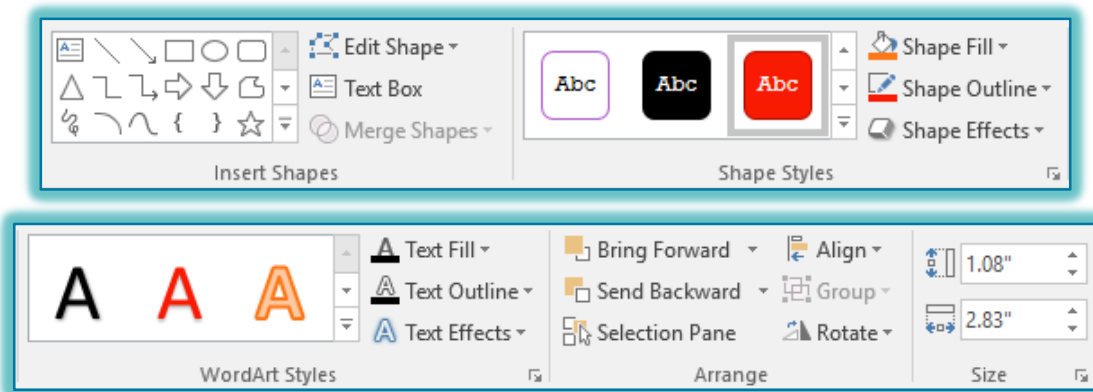 Edit Shape
Text Box
Merge Shapes
Insert Shapes
Abc Abc Abc
Shape Fill
Shape Outline
Shape Effects
Shape Styles
A A A
Text Fill
Text Outline
Text Effects
WordArt Styles
Bring Forward
Send Backward
Selection Pane
Align
Group
Rotate
Arrange
1.08"
2.83"
Size